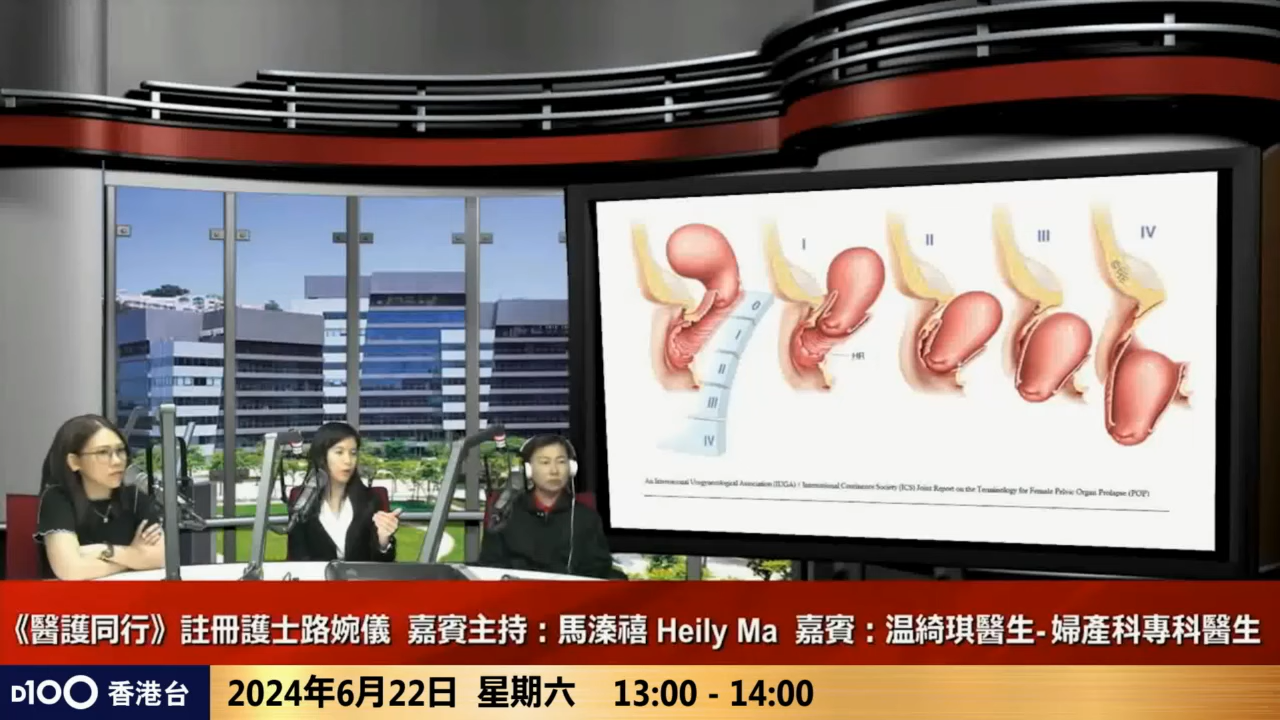 I
II
III
IV
0
I
II
III
IV
HR
An International Urogynecological Association (IUGA) / International Continence Society (ICS) Joint Report on the Terminology for Female Pelvic Organ Prolapse (POP)
《醫護同行》註冊護士路婉儀 嘉賓主持：馬溱禧 Heily Ma 嘉賓：温綺琪醫生-婦產科專科醫生
D100 香港台
2024年6月22日 星期六 13:00 - 14:00